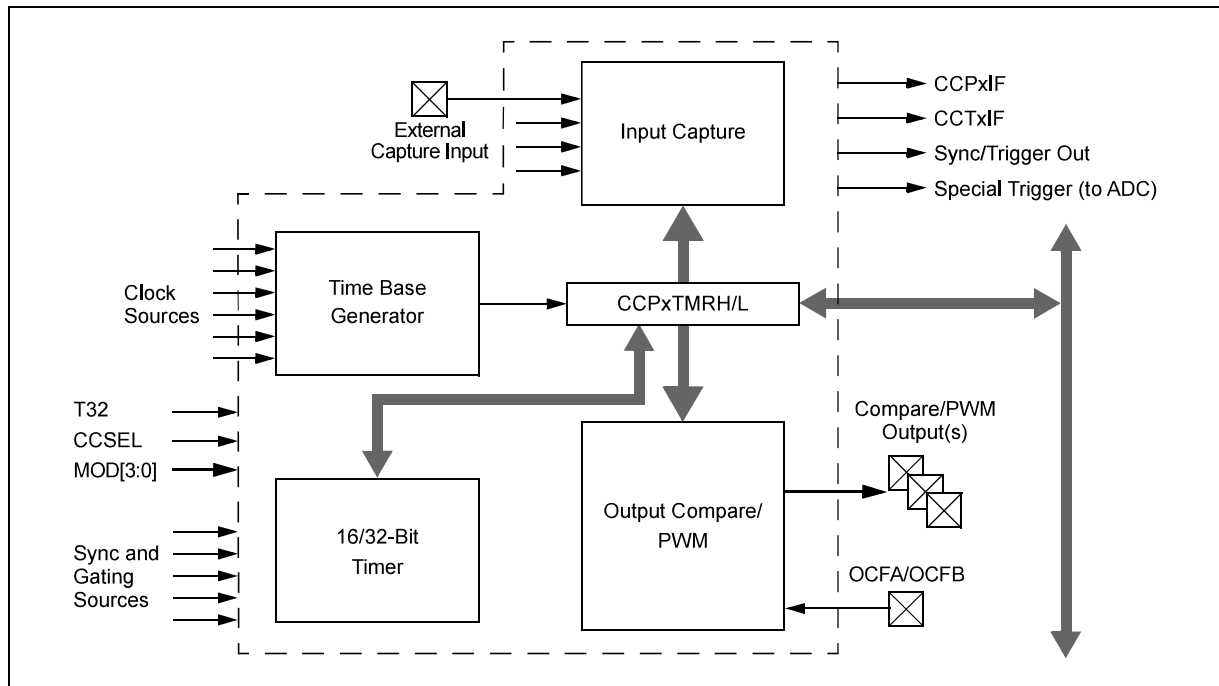 CCPxIF
CCTxIF
Sync/Trigger Out
Special Trigger (to ADC)
External
Capture Input
Input Capture
Clock
Sources
Time Base
Generator
CCPxTMRH/L
T32
CCSEL
MOD[3:0]
Sync and
Gating
Sources
16/32-Bit
Timer
Output Compare/
PWM
Compare/PWM
Output(s)
OCFA/OCFB